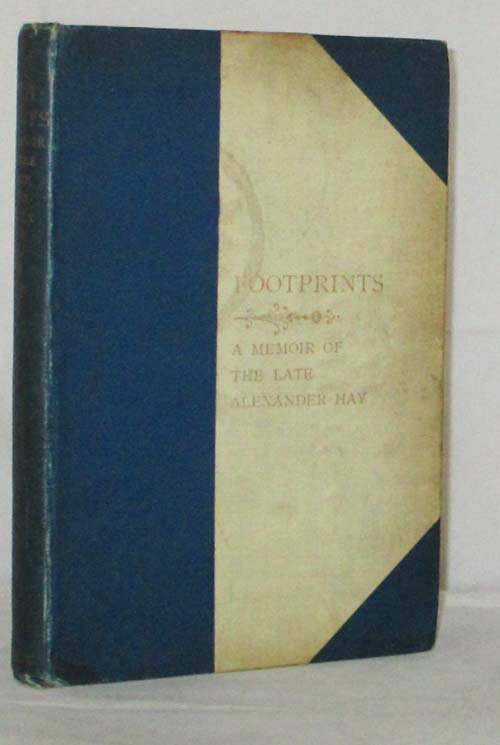 FOOTPRINTS
A MEMOIR OF
THE LATE
ALEXANDER HAY